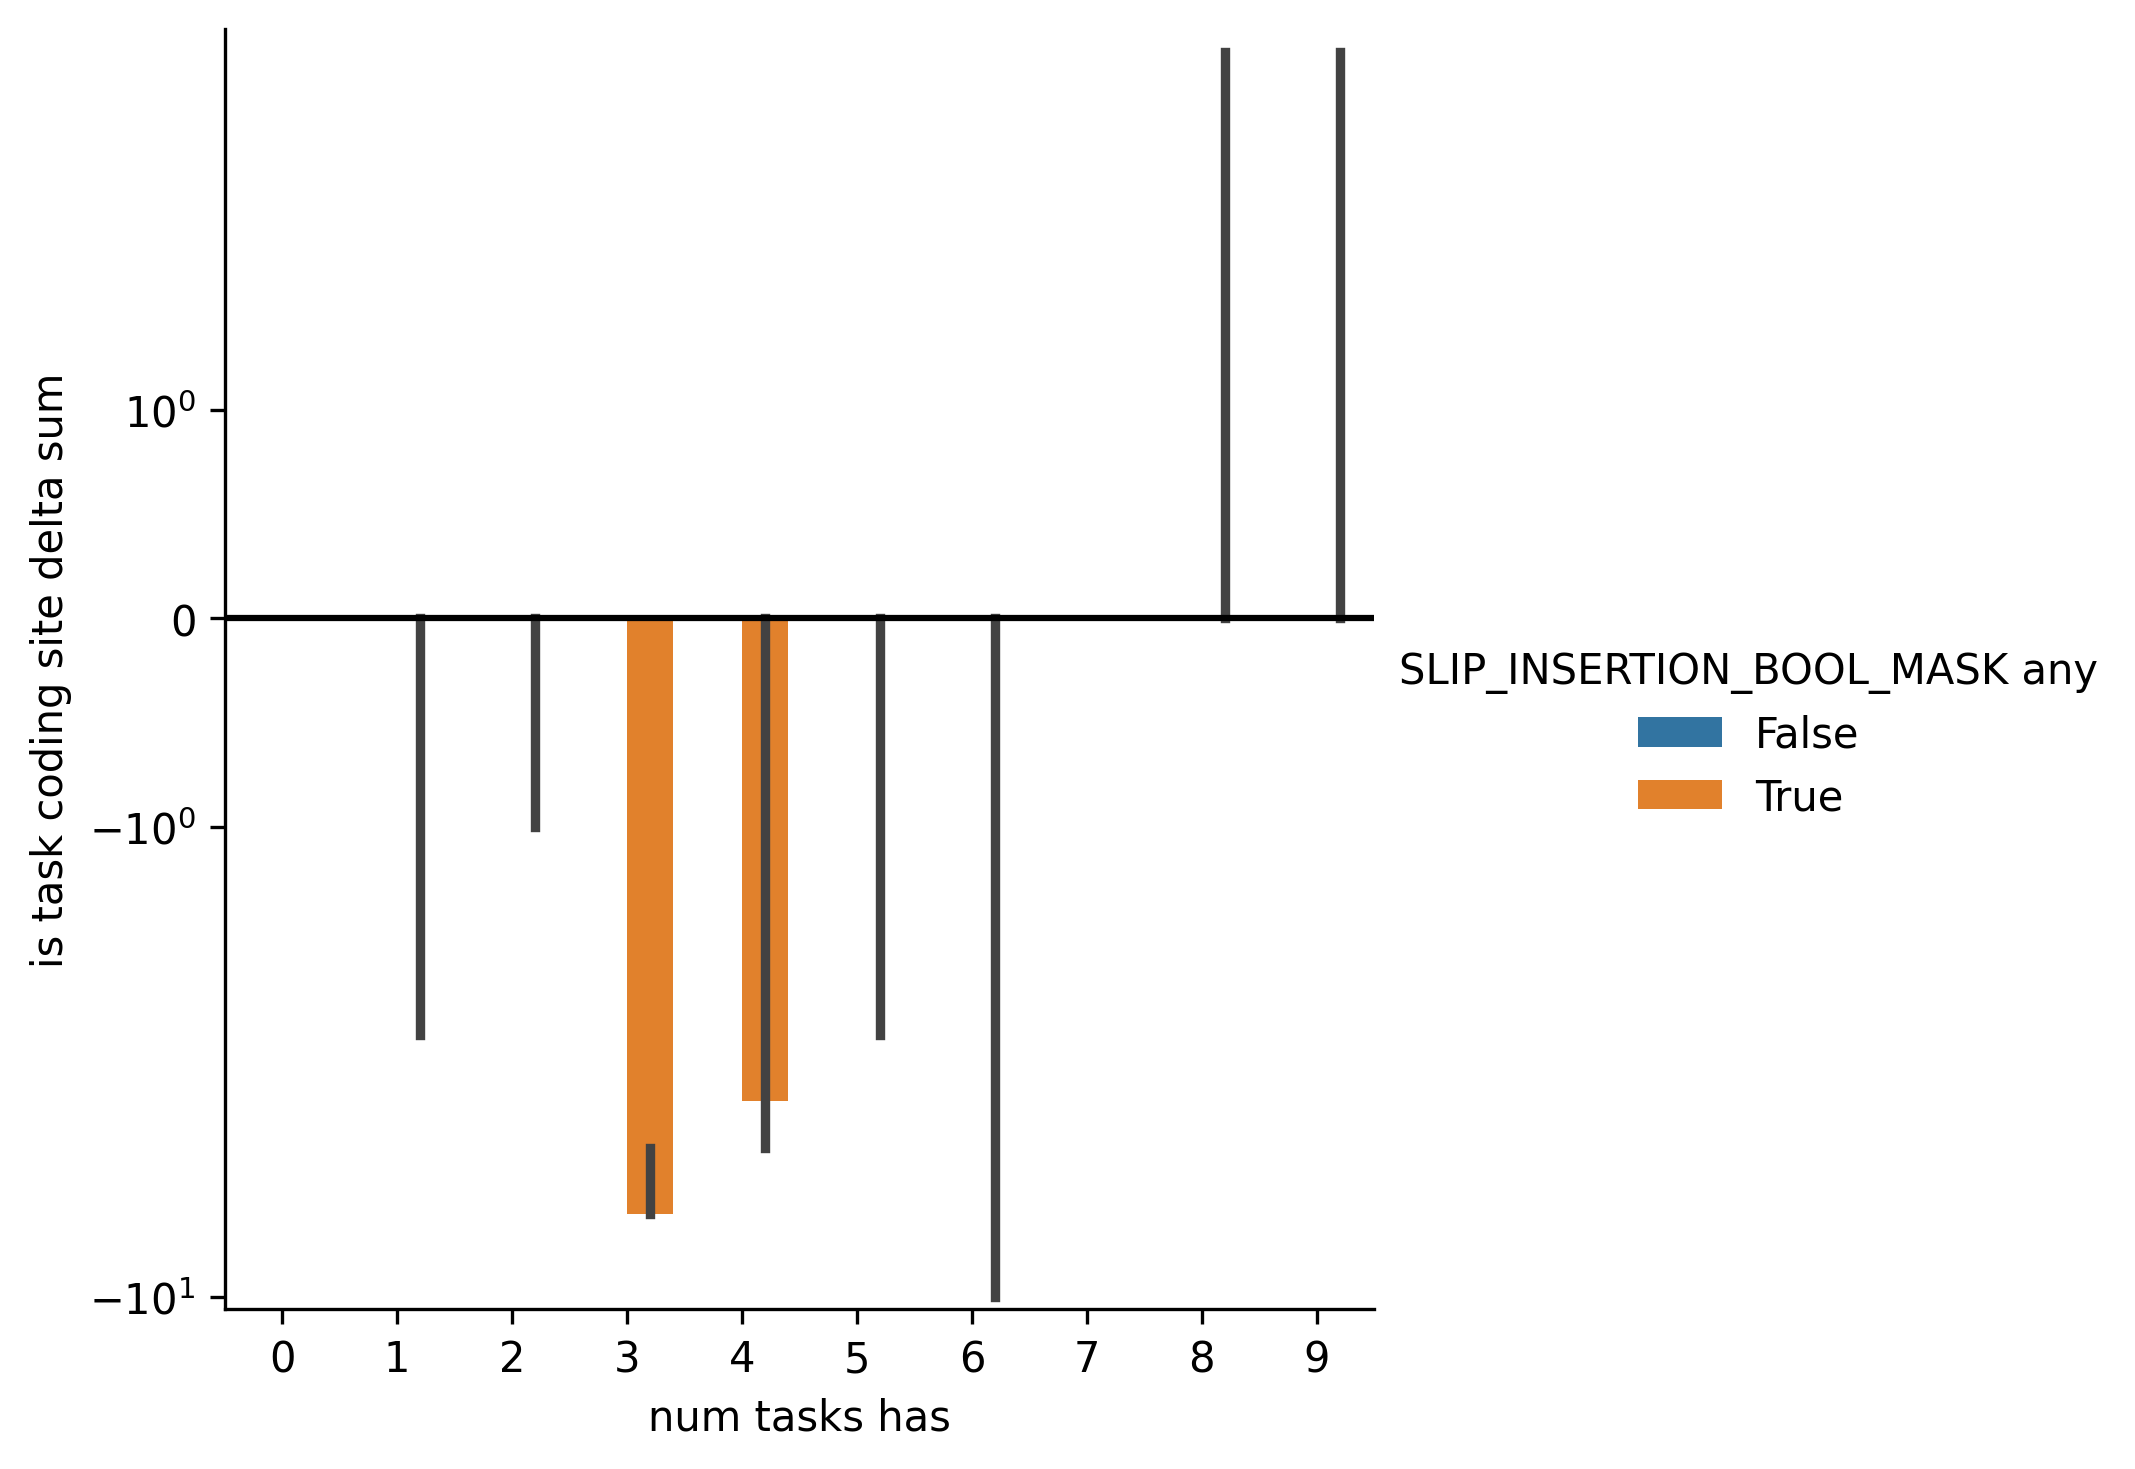 is task coding site delta sum
10⁰
0
−10⁰
−10¹
0 1 2 3 4 5 6 7 8 9
num tasks has
SLIP_INSERTION_BOOL_MASK any
False
True